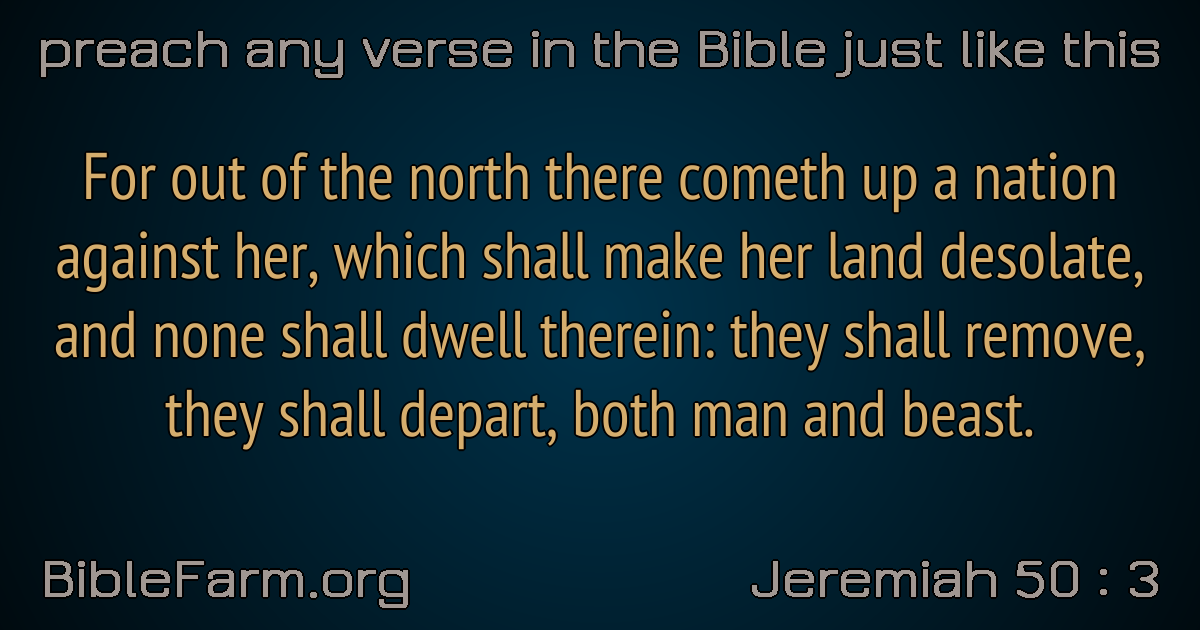 preach any verse in the Bible just like this
For out of the north there cometh up a nation
against her, which shall make her land desolate,
and none shall dwell therein: they shall remove,
they shall depart, both man and beast.
BibleFarm.org
Jeremiah 50 : 3